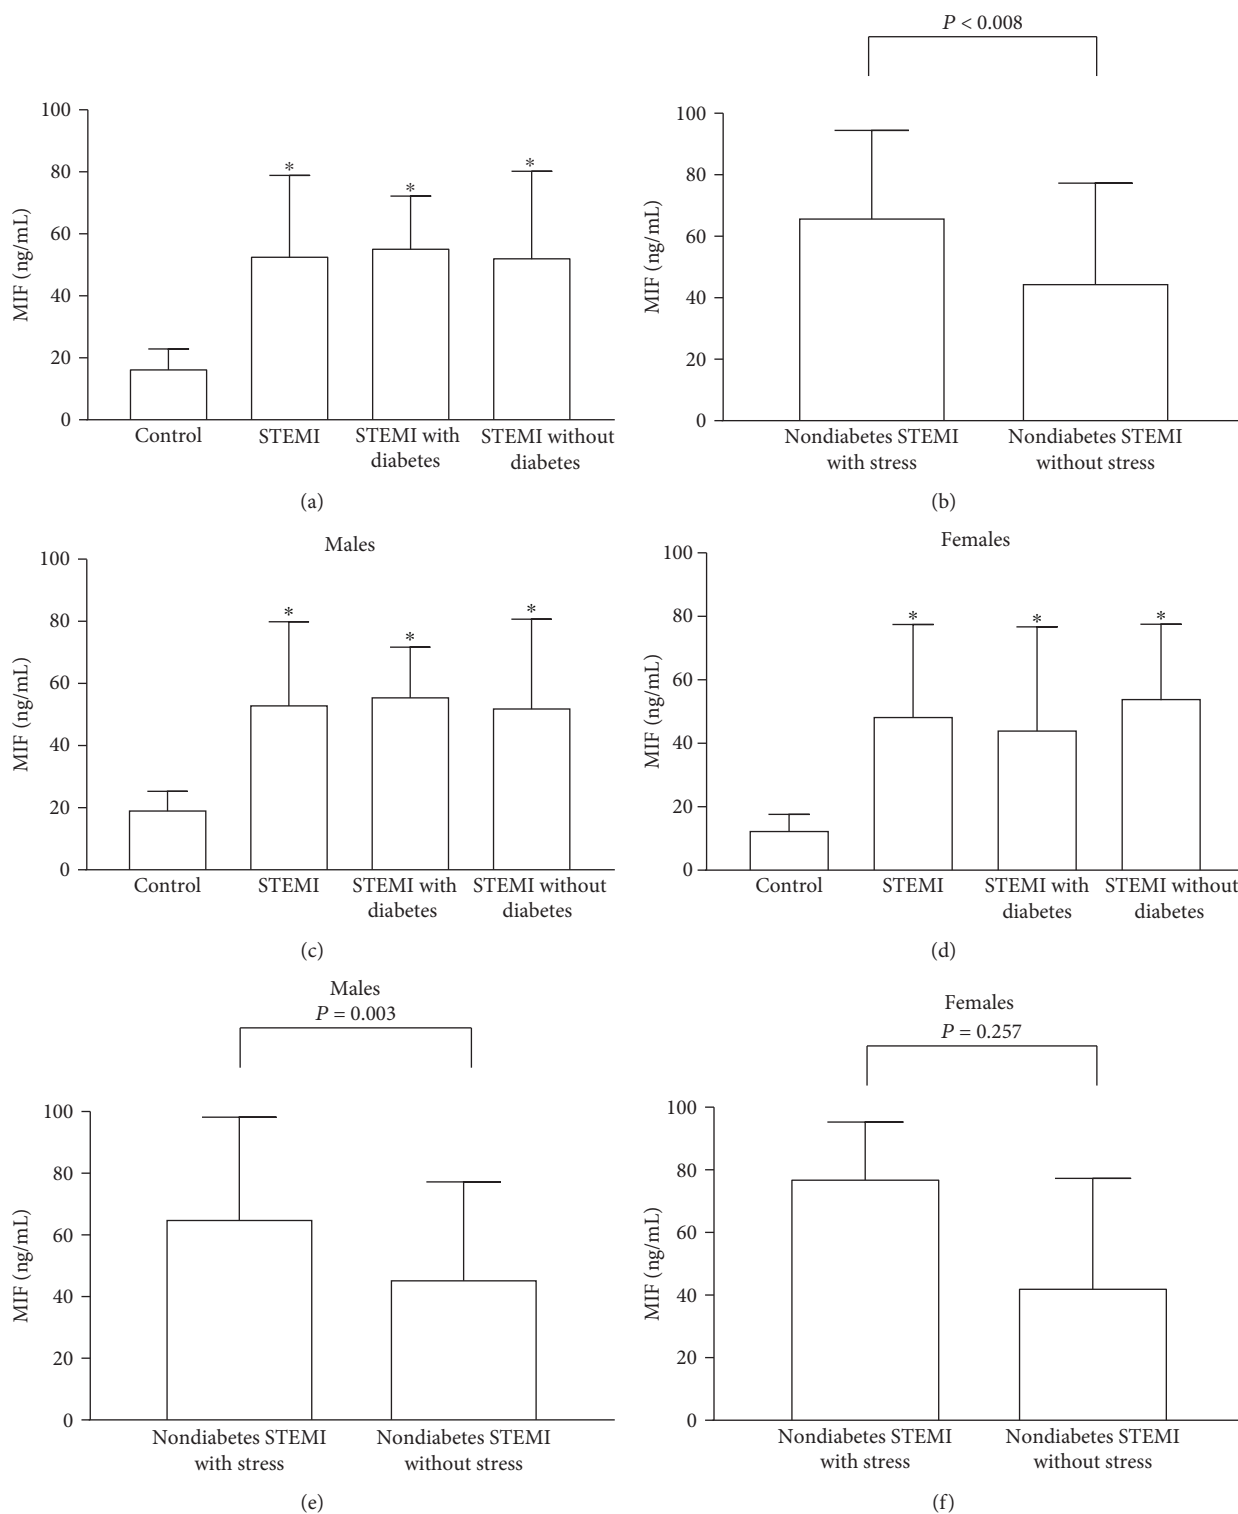 100
80
60
40
20
0
MIF (ng/mL)
*
*
*
Control
STEMI
STEMI with
diabetes
STEMI without
diabetes
(a)
P < 0.008
100
80
60
40
20
0
MIF (ng/mL)
Nondiabetes STEMI
with stress
Nondiabetes STEMI
without stress
(b)
Males
100
80
60
40
20
0
MIF (ng/mL)
*
*
*
Control
STEMI
STEMI with
diabetes
STEMI without
diabetes
(c)
Females
100
80
60
40
20
0
MIF (ng/mL)
*
*
*
Control
STEMI
STEMI with
diabetes
STEMI without
diabetes
(d)
Males
P = 0.003
100
80
60
40
20
0
MIF (ng/mL)
Nondiabetes STEMI
with stress
Nondiabetes STEMI
without stress
(e)
Females
P = 0.257
100
80
60
40
20
0
MIF (ng/mL)
Nondiabetes STEMI
with stress
Nondiabetes STEMI
without stress
(f)